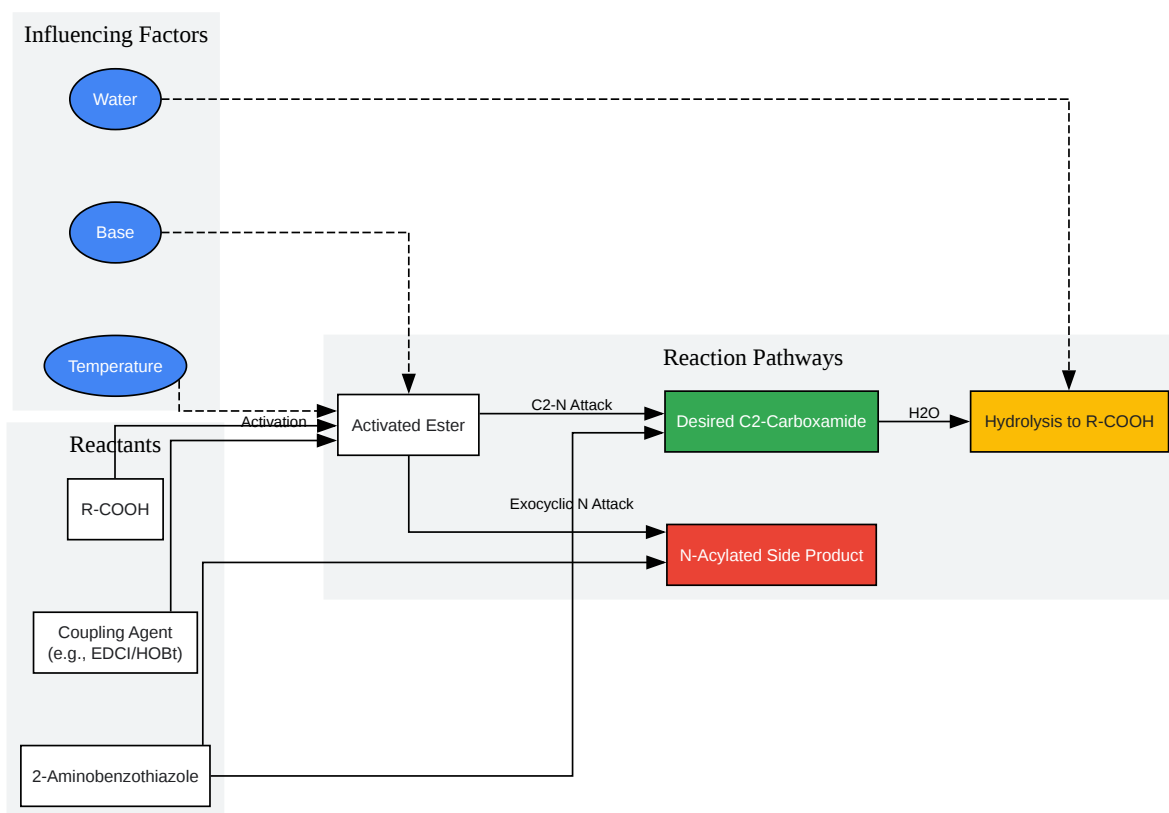 Influencing Factors
Water
Base
Temperature
Reaction Pathways
Activation
Activated Ester
C2-N Attack
Desired C2-Carboxamide
H2O
Hydrolysis to R-COOH
Reactants
R-COOH
Exocyclic N Attack
N-Acylated Side Product
Coupling Agent
(e.g., EDCI/HOBt)
2-Aminobenzothiazole